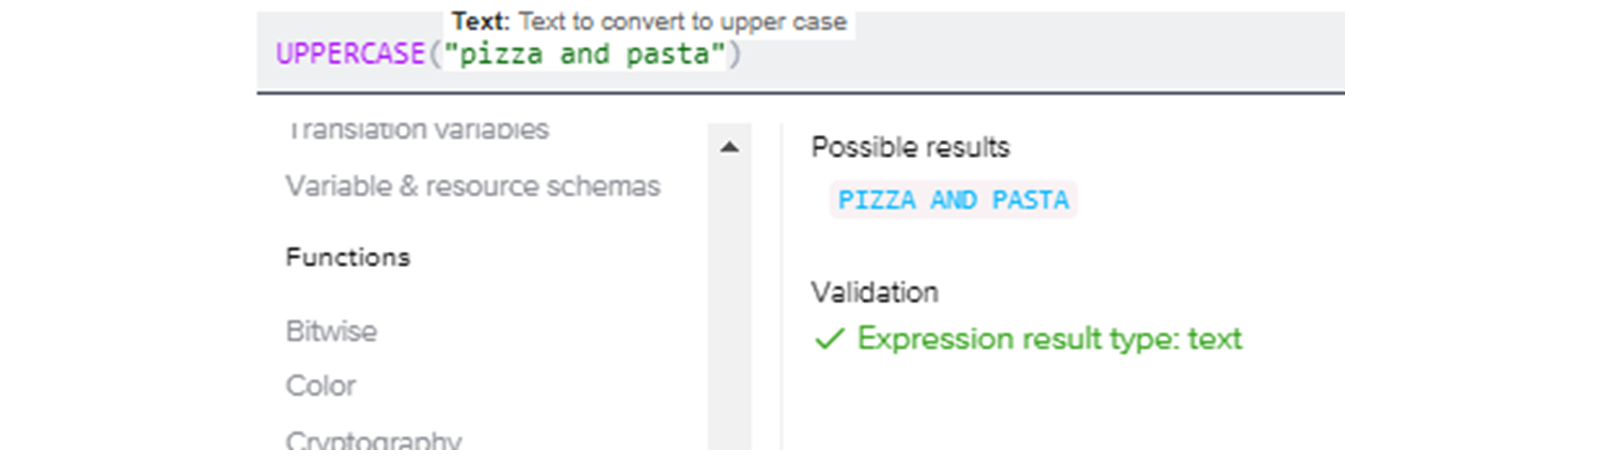 Text: Text to convert to upper case
UPPERCASE("pizza and pasta")
Translation variables
Variable & resource schemas
Functions
Bitwise
Color
Cryptography
Possible results
PIZZA AND PASTA
Validation
Expression result type: text